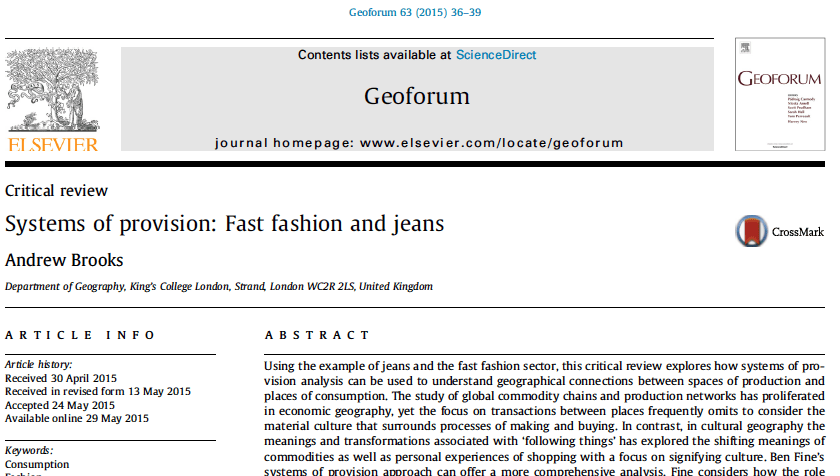 Geoforum 63 (2015) 36–39
Contents lists available at ScienceDirect
Geoforum
journal homepage: www.elsevier.com/locate/geoforum
ELSEVIER
GEOFORUM
Critical review
Systems of provision: Fast fashion and jeans
CrossMark
Andrew Brooks
Department of Geography, King's College London, Strand, London WC2R 2LS, United Kingdom
ARTICLE INFO
Article history:
Received 30 April 2015
Received in revised form 13 May 2015
Accepted 24 May 2015
Available online 29 May 2015
Keywords:
Consumption
Fashion
ABSTRACT
Using the example of jeans and the fast fashion sector, this critical review explores how systems of pro-
vision analysis can be used to understand geographical connections between spaces of production and
places of consumption. The study of global commodity chains and production networks has proliferated
in economic geography, yet the focus on transactions between places frequently omits to consider the
material culture that surrounds processes of making and buying. In contrast, in cultural geography the
meanings and transformations associated with 'following things' has explored the shifting meanings of
commodities as well as personal experiences of shopping with a focus on signifying culture. Ben Fine's
systems of provision approach can offer a more comprehensive analysis. Fine considers how the role